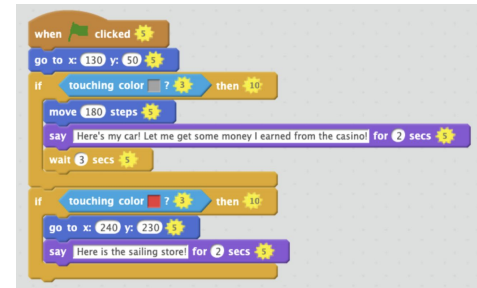 when clicked 5
go to x: 130 y: 50 5
if touching color ? 3 then 10
move 180 steps 5
say Here's my car! Let me get some money I earned from the casino! for 2 secs 5
wait 3 secs 5
if touching color ? 3 then 10
go to x: 240 y: 230 5
say Here is the sailing store! for 2 secs 5